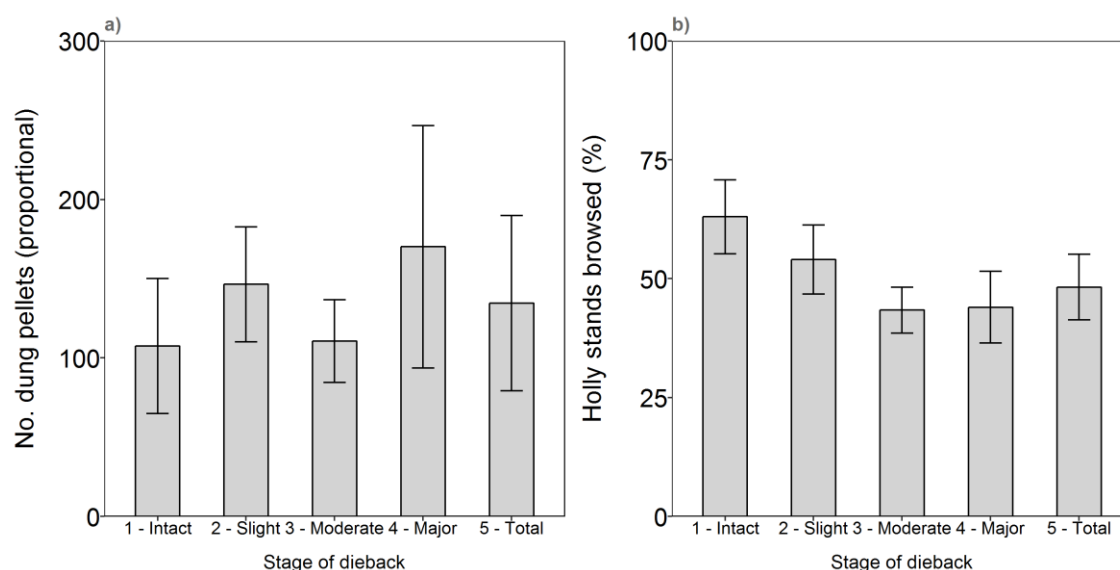 a)
No. dung pellets (proportional)
300
200
100
0
1 - Intact 2 - Slight 3 - Moderate 4 - Major 5 - Total
Stage of dieback
b)
Holly stands browsed (%)
100
75
50
25
0
1 - Intact 2 - Slight 3 - Moderate 4 - Major 5 - Total
Stage of dieback